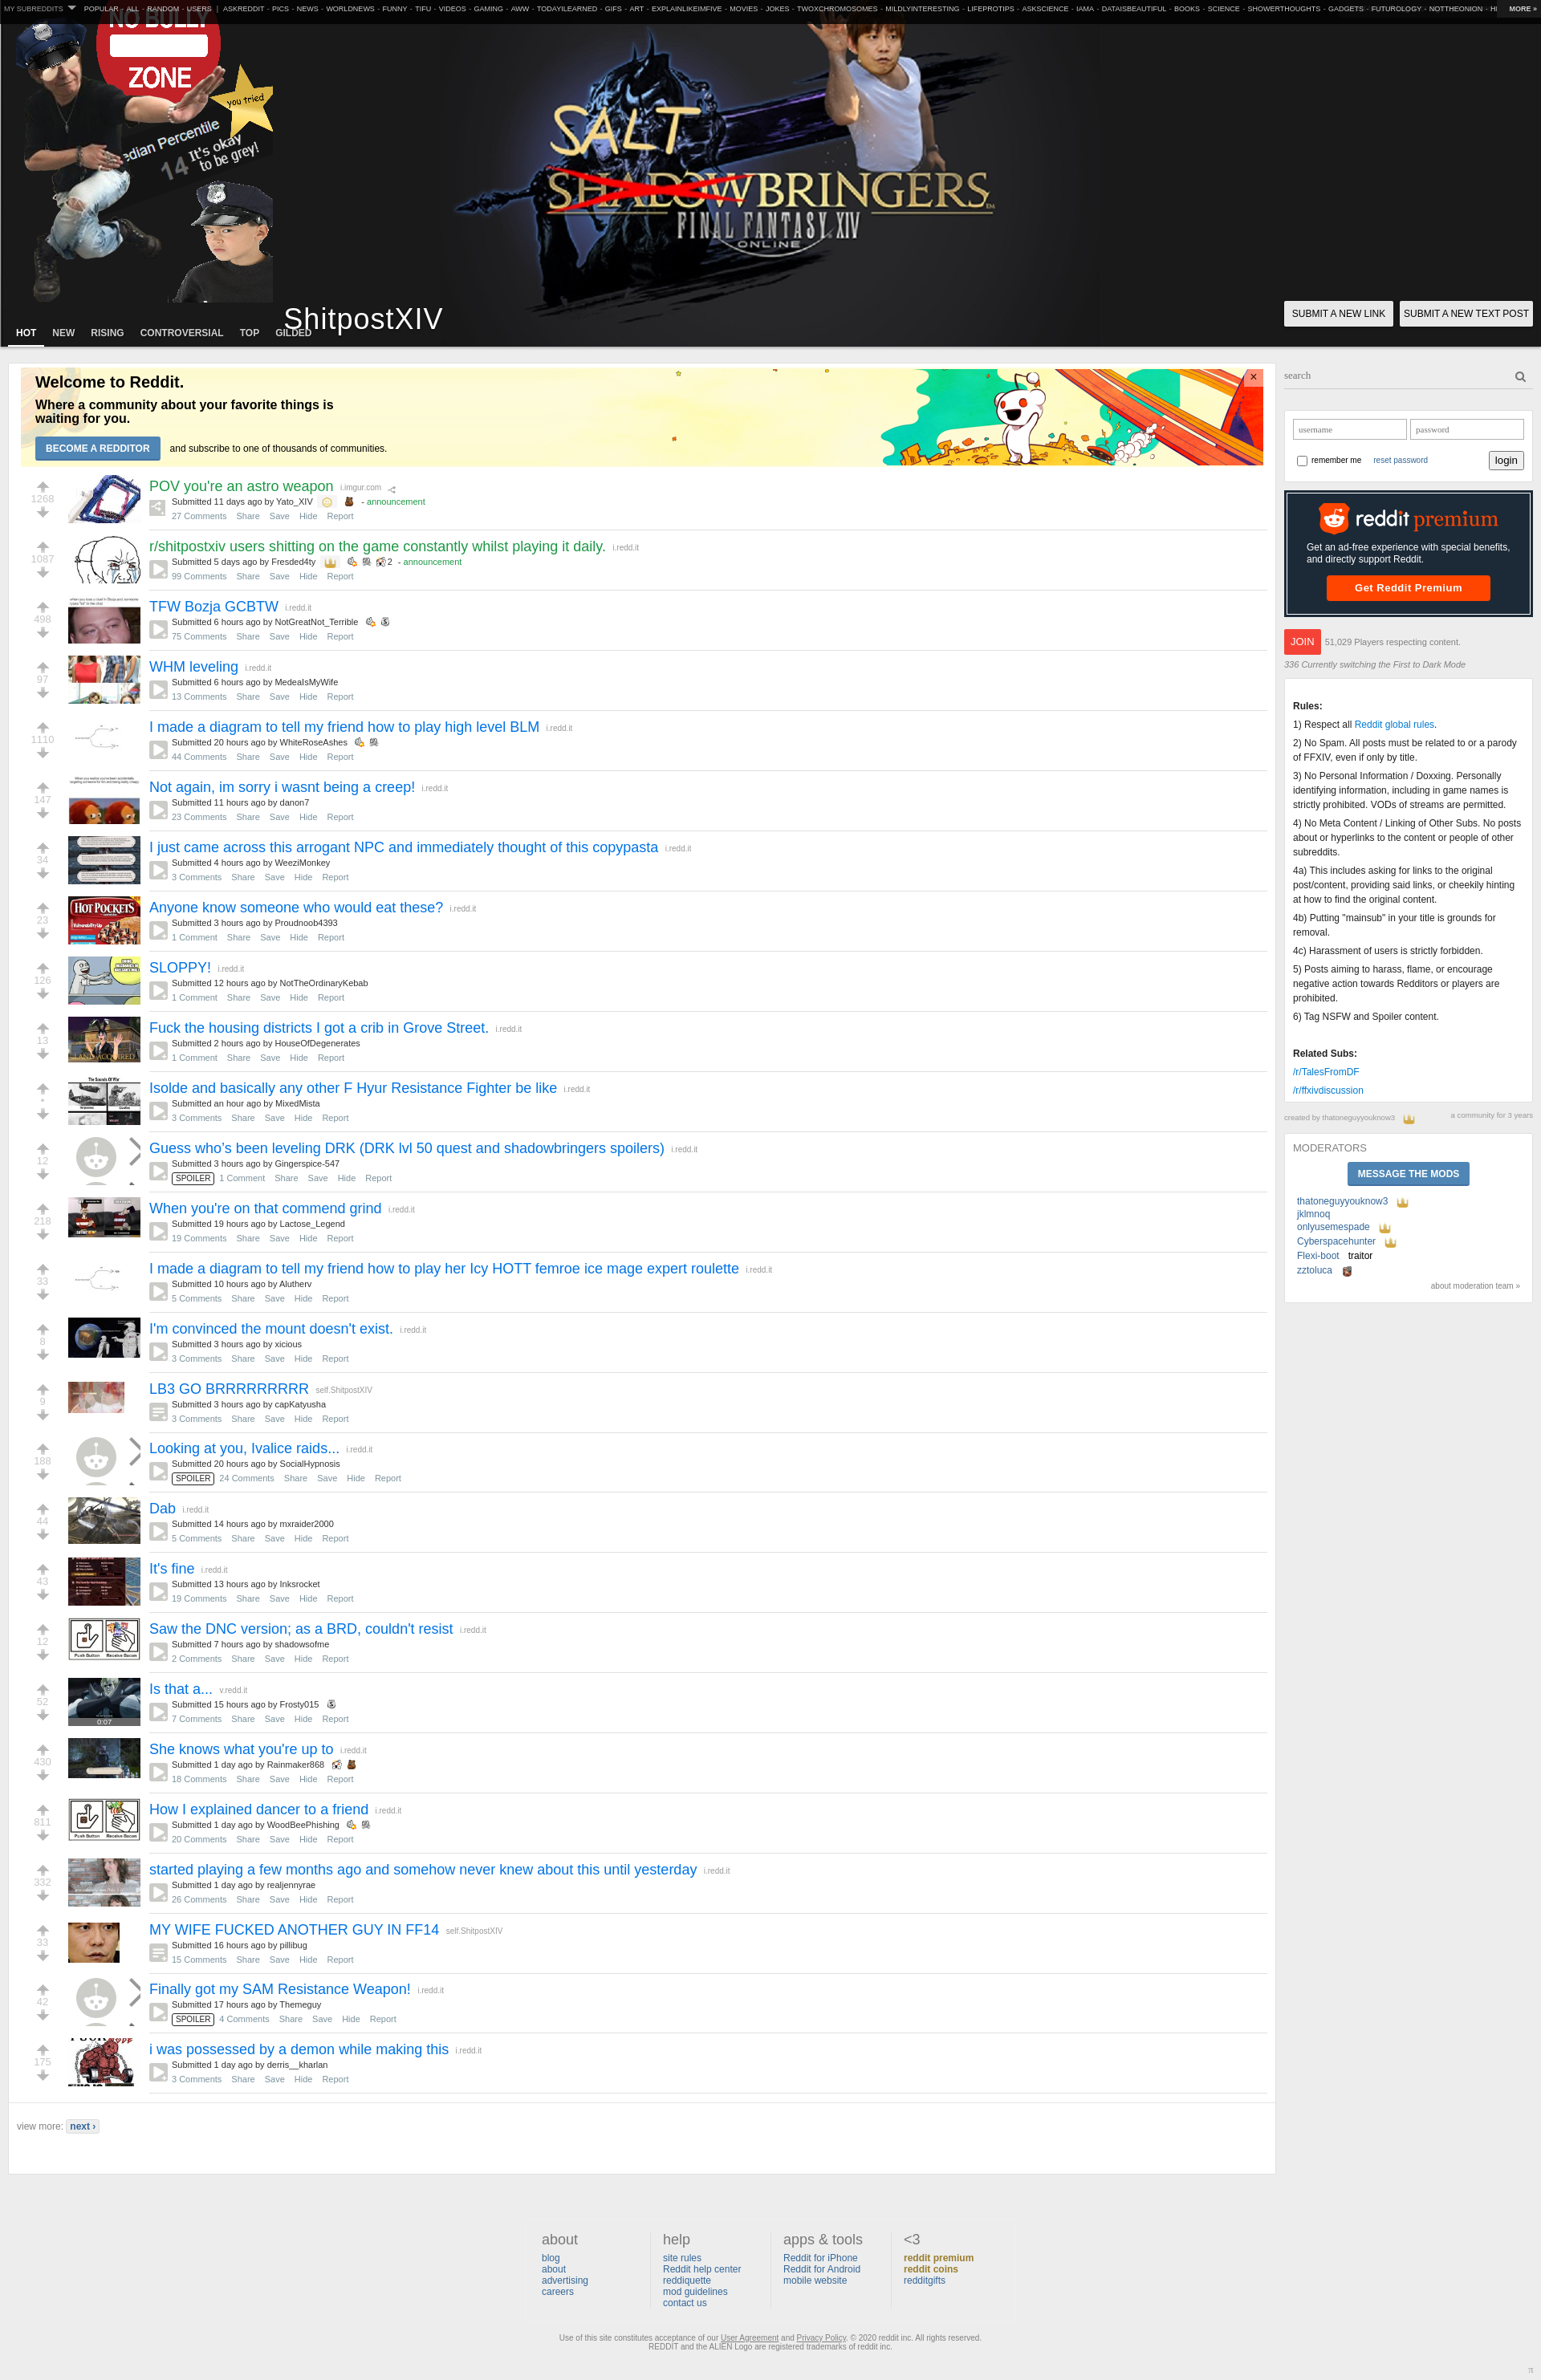 MY SUBREDDITS POPULAR - ALL - RANDOM - USERS | ASKREDDIT - PICS - NEWS - WORLDNEWS - FUNNY - TIFU - VIDEOS - GAMING - AWW - TODAYILEARNED - GIFS - ART - EXPLAINLIKEIMFIVE - MOVIES - JOKES - TWOXCHROMOSOMES - MILDLYINTERESTING - LIFEPROTIPS - ASKSCIENCE - IAMA - DATAISBEAUTIFUL - BOOKS - SCIENCE - SHOWERTHOUGHTS - GADGETS - FUTUROLOGY - NOTTHEONION - MORE »
NO BULLY
ZONE
you tried
Percentile
14 It's okay
to be grey!
SALT
SHADOWBRINGERS
FINAL FANTASY XIV
ONLINE
ShitpostXIV
HOT NEW RISING CONTROVERSIAL TOP GILDED
SUBMIT A NEW LINK
SUBMIT A NEW TEXT POST
Welcome to Reddit.
Where a community about your favorite things is
waiting for you.
BECOME A REDDITOR and subscribe to one of thousands of communities.
×
1268
POV you're an astro weapon i.imgur.com
Submitted 11 days ago by Yato_XIV - announcement
27 Comments Share Save Hide Report
1087
r/shitpostxiv users shitting on the game constantly whilst playing it daily. i.redd.it
Submitted 5 days ago by Fresded4ty 2 - announcement
99 Comments Share Save Hide Report
498
TFW Bozja GCBTW i.redd.it
Submitted 6 hours ago by NotGreatNot_Terrible
75 Comments Share Save Hide Report
97
WHM leveling i.redd.it
Submitted 6 hours ago by MedeaIsMyWife
13 Comments Share Save Hide Report
1110
I made a diagram to tell my friend how to play high level BLM i.redd.it
Submitted 20 hours ago by WhiteRoseAshes
44 Comments Share Save Hide Report
147
Not again, im sorry i wasnt being a creep! i.redd.it
Submitted 11 hours ago by danon7
23 Comments Share Save Hide Report
34
I just came across this arrogant NPC and immediately thought of this copypasta i.redd.it
Submitted 4 hours ago by WeeziMonkey
3 Comments Share Save Hide Report
23
HOT POCKETS
Anyone know someone who would eat these? i.redd.it
Submitted 3 hours ago by Proudnoob4393
1 Comment Share Save Hide Report
126
SLOPPY! i.redd.it
Submitted 12 hours ago by NotTheOrdinaryKebab
1 Comment Share Save Hide Report
13
LAND ACQUIRED
Fuck the housing districts I got a crib in Grove Street. i.redd.it
Submitted 2 hours ago by HouseOfDegenerates
1 Comment Share Save Hide Report
•
The Sounds Of War
Isolde and basically any other F Hyur Resistance Fighter be like i.redd.it
Submitted an hour ago by MixedMista
3 Comments Share Save Hide Report
12
Guess who's been leveling DRK (DRK lvl 50 quest and shadowbringers spoilers) i.redd.it
Submitted 3 hours ago by Gingerspice-547
SPOILER 1 Comment Share Save Hide Report
218
When you're on that commend grind i.redd.it
Submitted 19 hours ago by Lactose_Legend
19 Comments Share Save Hide Report
33
I made a diagram to tell my friend how to play her Icy HOTT femroe ice mage expert roulette i.redd.it
Submitted 10 hours ago by Alutherv
5 Comments Share Save Hide Report
8
I'm convinced the mount doesn't exist. i.redd.it
Submitted 3 hours ago by xicious
3 Comments Share Save Hide Report
9
LB3 GO BRRRRRRRRR self.ShitpostXIV
Submitted 3 hours ago by capKatyusha
3 Comments Share Save Hide Report
188
Looking at you, Ivalice raids... i.redd.it
Submitted 20 hours ago by SocialHypnosis
SPOILER 24 Comments Share Save Hide Report
44
Dab i.redd.it
Submitted 14 hours ago by mxraider2000
5 Comments Share Save Hide Report
43
It's fine i.redd.it
Submitted 13 hours ago by Inksrocket
19 Comments Share Save Hide Report
12
Push Button Receive Bacon
Saw the DNC version; as a BRD, couldn't resist i.redd.it
Submitted 7 hours ago by shadowsofme
2 Comments Share Save Hide Report
52
0:07
Is that a... v.redd.it
Submitted 15 hours ago by Frosty015
7 Comments Share Save Hide Report
430
She knows what you're up to i.redd.it
Submitted 1 day ago by Rainmaker868
18 Comments Share Save Hide Report
811
Push Button Receive Bacon
How I explained dancer to a friend i.redd.it
Submitted 1 day ago by WoodBeePhishing
20 Comments Share Save Hide Report
332
started playing a few months ago and somehow never knew about this until yesterday i.redd.it
Submitted 1 day ago by realjennyrae
26 Comments Share Save Hide Report
33
MY WIFE FUCKED ANOTHER GUY IN FF14 self.ShitpostXIV
Submitted 16 hours ago by pillibug
15 Comments Share Save Hide Report
42
Finally got my SAM Resistance Weapon! i.redd.it
Submitted 17 hours ago by Themeguy
SPOILER 4 Comments Share Save Hide Report
175
i was possessed by a demon while making this i.redd.it
Submitted 1 day ago by derris__kharlan
3 Comments Share Save Hide Report
view more: next ›
search
username password
remember me reset password login
reddit premium
Get an ad-free experience with special benefits,
and directly support Reddit.
Get Reddit Premium
JOIN 51,029 Players respecting content.
336 Currently switching the First to Dark Mode
Rules:
1) Respect all Reddit global rules.
2) No Spam. All posts must be related to or a parody
of FFXIV, even if only by title.
3) No Personal Information / Doxxing. Personally
identifying information, including in game names is
strictly prohibited. VODs of streams are permitted.
4) No Meta Content / Linking of Other Subs. No posts
about or hyperlinks to the content or people of other
subreddits.
4a) This includes asking for links to the original
post/content, providing said links, or cheekily hinting
at how to find the original content.
4b) Putting "mainsub" in your title is grounds for
removal.
4c) Harassment of users is strictly forbidden.
5) Posts aiming to harass, flame, or encourage
negative action towards Redditors or players are
prohibited.
6) Tag NSFW and Spoiler content.
Related Subs:
/r/TalesFromDF
/r/ffxivdiscussion
created by thatoneguyyouknow3 a community for 3 years
MODERATORS
MESSAGE THE MODS
thatoneguyyouknow3
jklmnoq
onlyusemespade
Cyberspacehunter
Flexi-boot traitor
zztoluca
about moderation team »
about
blog
about
advertising
careers
help
site rules
Reddit help center
reddiquette
mod guidelines
contact us
apps & tools
Reddit for iPhone
Reddit for Android
mobile website
<3
reddit premium
reddit coins
redditgifts
Use of this site constitutes acceptance of our User Agreement and Privacy Policy. © 2020 reddit inc. All rights reserved.
REDDIT and the ALIEN Logo are registered trademarks of reddit inc.
π